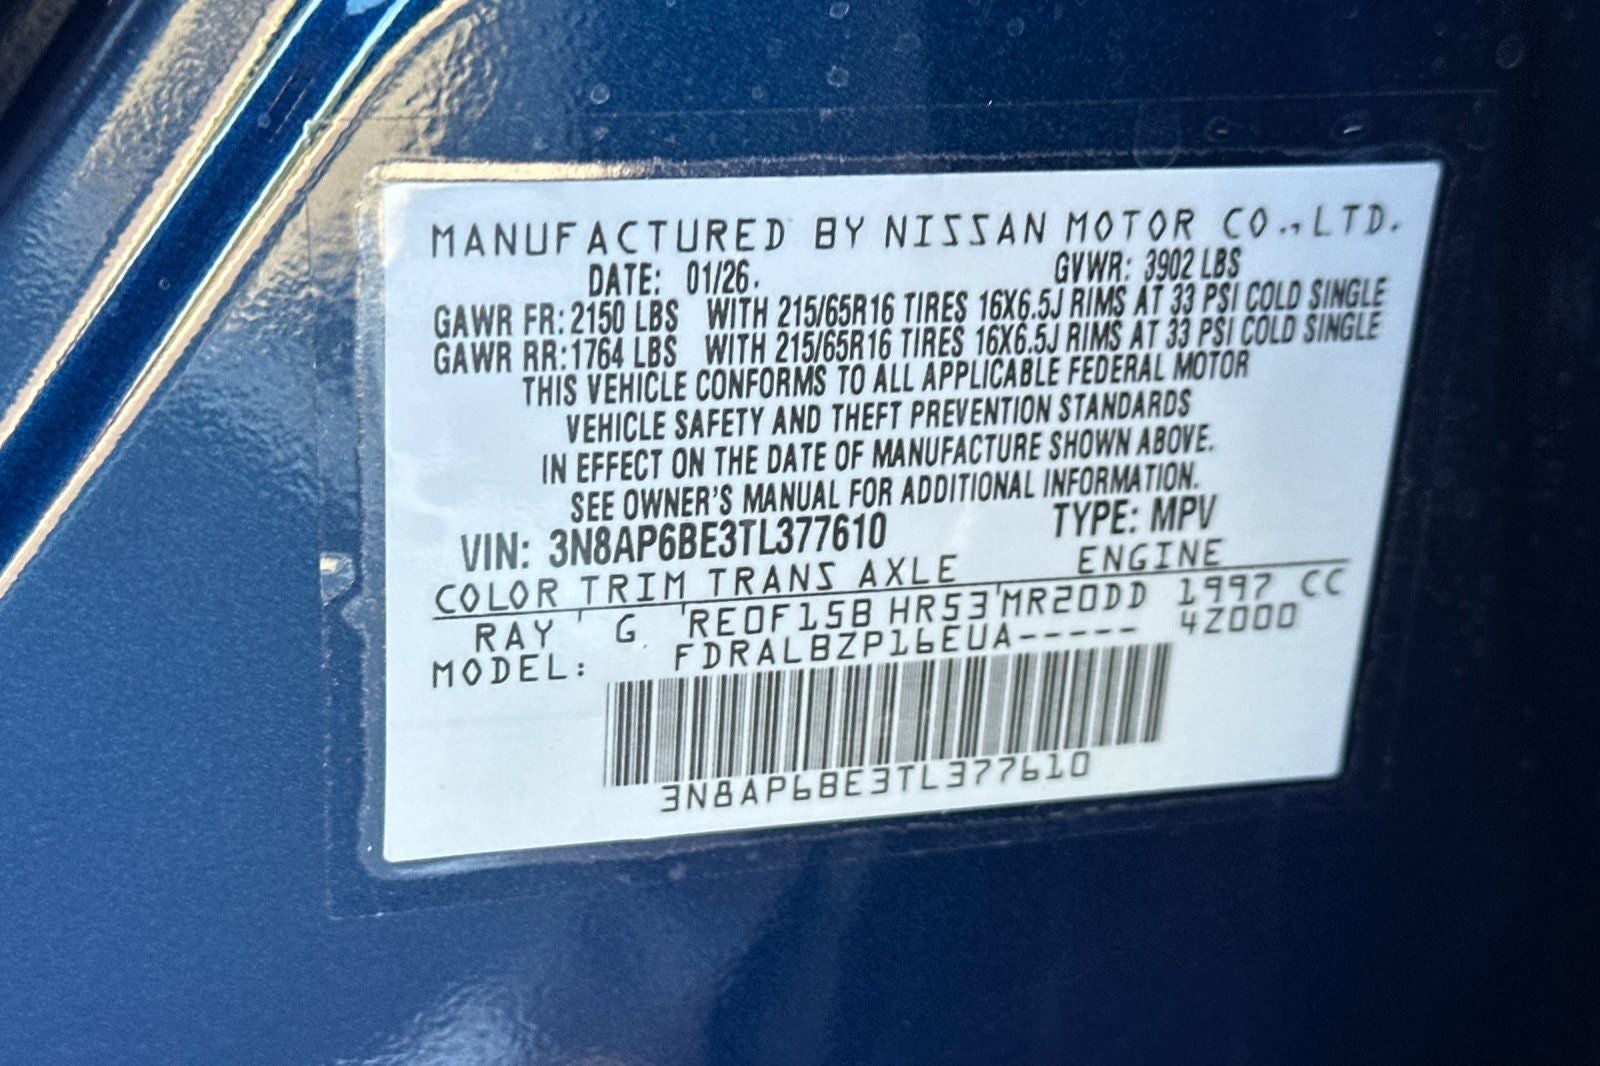 MANUFACTURED BY NISSAN MOTOR CO.,LTD.
DATE: 01/26. GVWR: 3902 LBS
GAWR FR: 2150 LBS WITH 215/65R16 TIRES 16X6.5J RIMS AT 33 PSI COLD SINGLE
GAWR RR:1764 LBS WITH 215/65R16 TIRES 16X6.5J RIMS AT 33 PSI COLD SINGLE
THIS VEHICLE CONFORMS TO ALL APPLICABLE FEDERAL MOTOR
VEHICLE SAFETY AND THEFT PREVENTION STANDARDS
IN EFFECT ON THE DATE OF MANUFACTURE SHOWN ABOVE.
SEE OWNER'S MANUAL FOR ADDITIONAL INFORMATION.
VIN: 3N8AP6BE3TL377610 TYPE: MPV
COLOR TRIM TRANS AXLE ENGINE
RAY G RE0F15B HR53 MR20DD 1997 CC
MODEL: FDRALBZP16EUA----- 42000
3N8AP6BE3TL377610